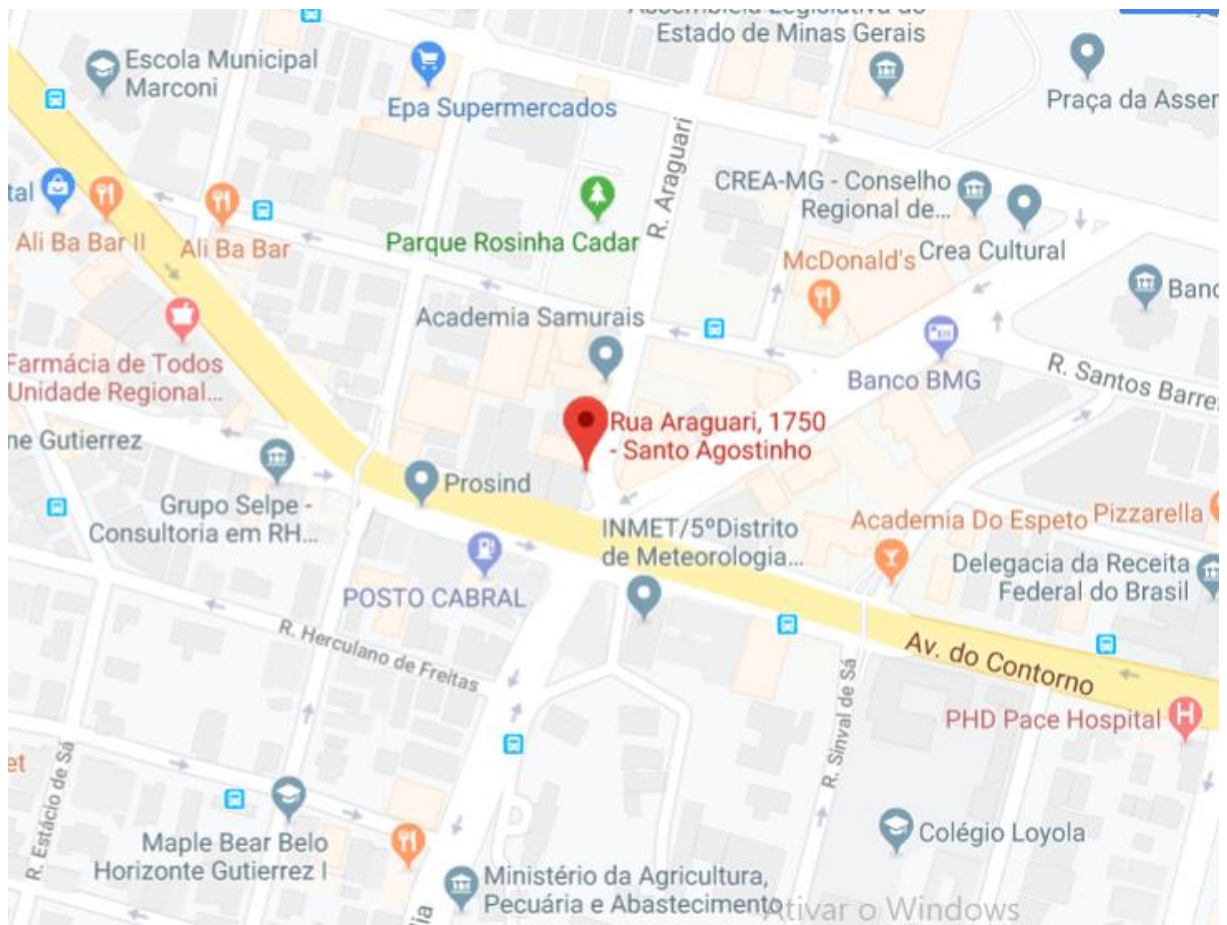 Assembleia Legislativa do
Estado de Minas Gerais
Escola Municipal
Marconi
Epa Supermercados
Praça da Asser
R. Araguari
CREA-MG - Conselho
Regional de...
Crea Cultural
tal
Ali Ba Bar II
Ali Ba Bar
Parque Rosinha Cadar
McDonald's
Banc
Academia Samurais
Farmácia de Todos
Unidade Regional...
Banco BMG
R. Santos Barre
Rua Araguari, 1750
- Santo Agostinho
ne Gutierrez
Prosind
Grupo Selpe -
Consultoria em RH...
INMET/5ºDistrito
de Meteorologia...
Academia Do Espeto
Pizzarella
Delegacia da Receita
Federal do Brasil
POSTO CABRAL
R. Herculano de Freitas
Av. do Contorno
R. Sinval de Sá
PHD Pace Hospital
H
et
R. Estácio de Sá
P
Maple Bear Belo
Horizonte Gutierrez I
Colégio Loyola
Ministério da Agricultura,
Pecuária e Abastecimento
Ativar o Windows